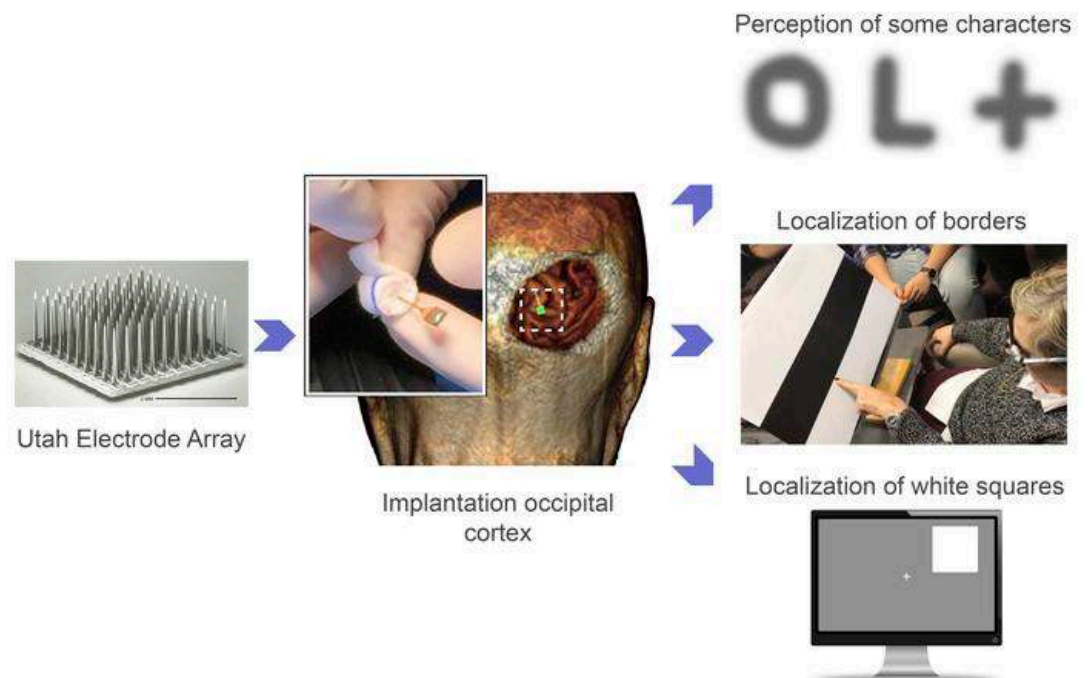 Perception of some characters
O L +
Localization of borders
Utah Electrode Array
Implantation occipital
cortex
Localization of white squares